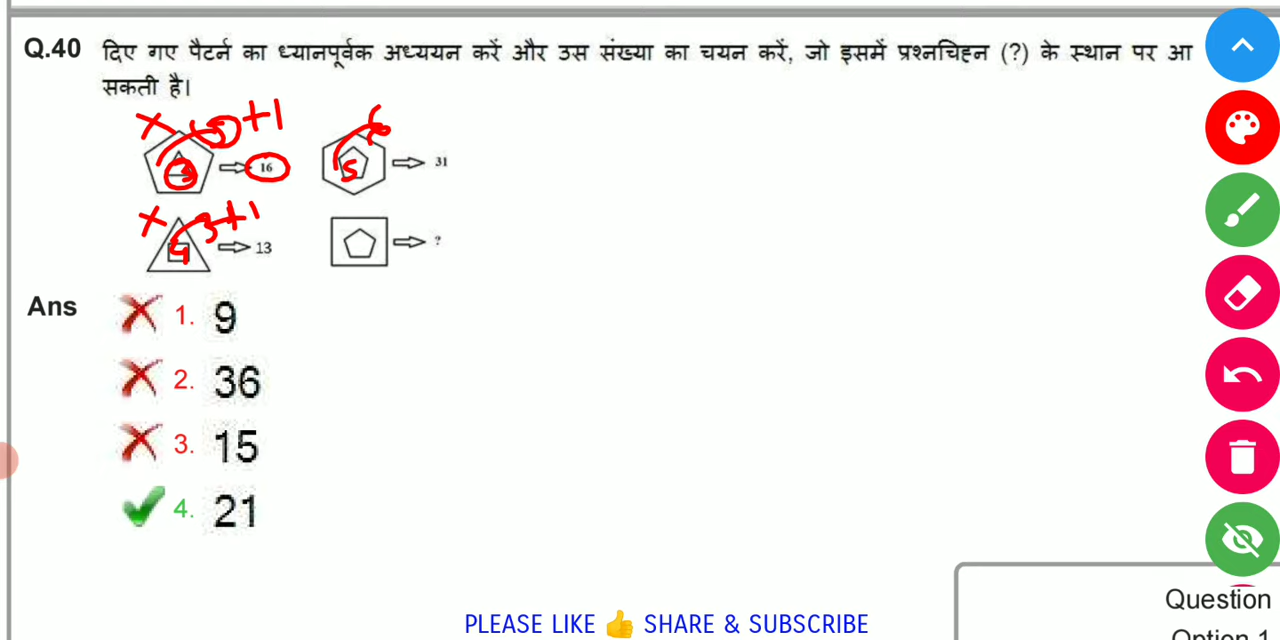 Q.40 दिए गए पैटर्न का ध्यानपूर्वक अध्ययन करें और उस संख्या का चयन करें, जो इसमें प्रश्नचिह्न (?) के स्थान पर आ
सकती है।
× 5 +1 6
3 16 5 31
× 3+1
4 13 ?
Ans 1. 9
2. 36
3. 15
4. 21
Question
PLEASE LIKE 👍 SHARE & SUBSCRIBE
Option 1